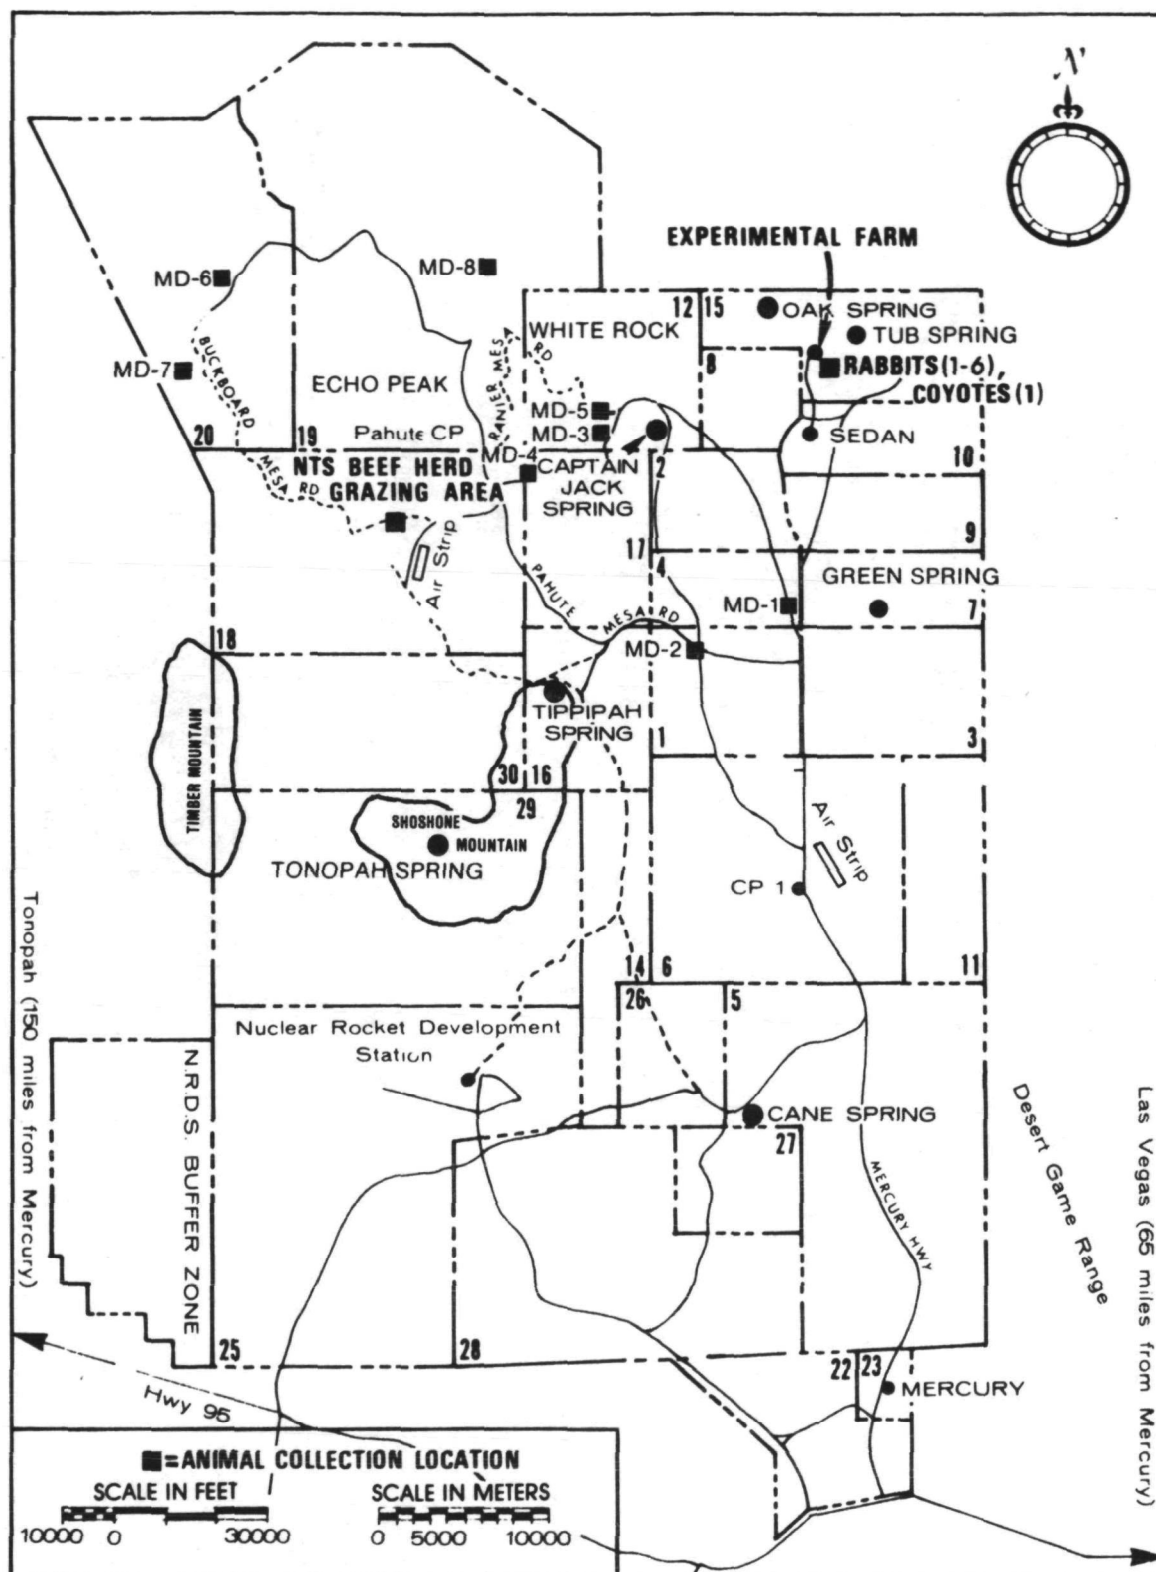 N
EXPERIMENTAL FARM
MD-6
MD-8
12
15
OAK SPRING
WHITE ROCK
TUB SPRING
8
RABBITS (1-6),
COYOTES (1)
MD-7
BUCKBOARD
MESA RD
ECHO PEAK
RANIER MESA RD
MD-5
MD-3
SEDAN
20
19
Pahute CP
MD-4
NTS BEEF HERD
GRAZING AREA
CAPTAIN
JACK
SPRING
2
10
Air Strip
17
4
9
PAHUTE
MESA RD
GREEN SPRING
MD-1
7
18
MD-2
TIPPIPAH
SPRING
1
3
TIMBER MOUNTAIN
30
16
29
SHOSHONE
MOUNTAIN
TONOPAH SPRING
Air Strip
CP 1
14
6
11
26
5
Nuclear Rocket Development
Station
CANE SPRING
27
N.R.D.S. BUFFER ZONE
MERCURY HWY
Desert Game Range
Tonopah (150 miles from Mercury)
Las Vegas (65 miles from Mercury)
25
28
22
23
MERCURY
Hwy 95
=ANIMAL COLLECTION LOCATION
SCALE IN FEET
SCALE IN METERS
10000 0 30000
0 5000 10000